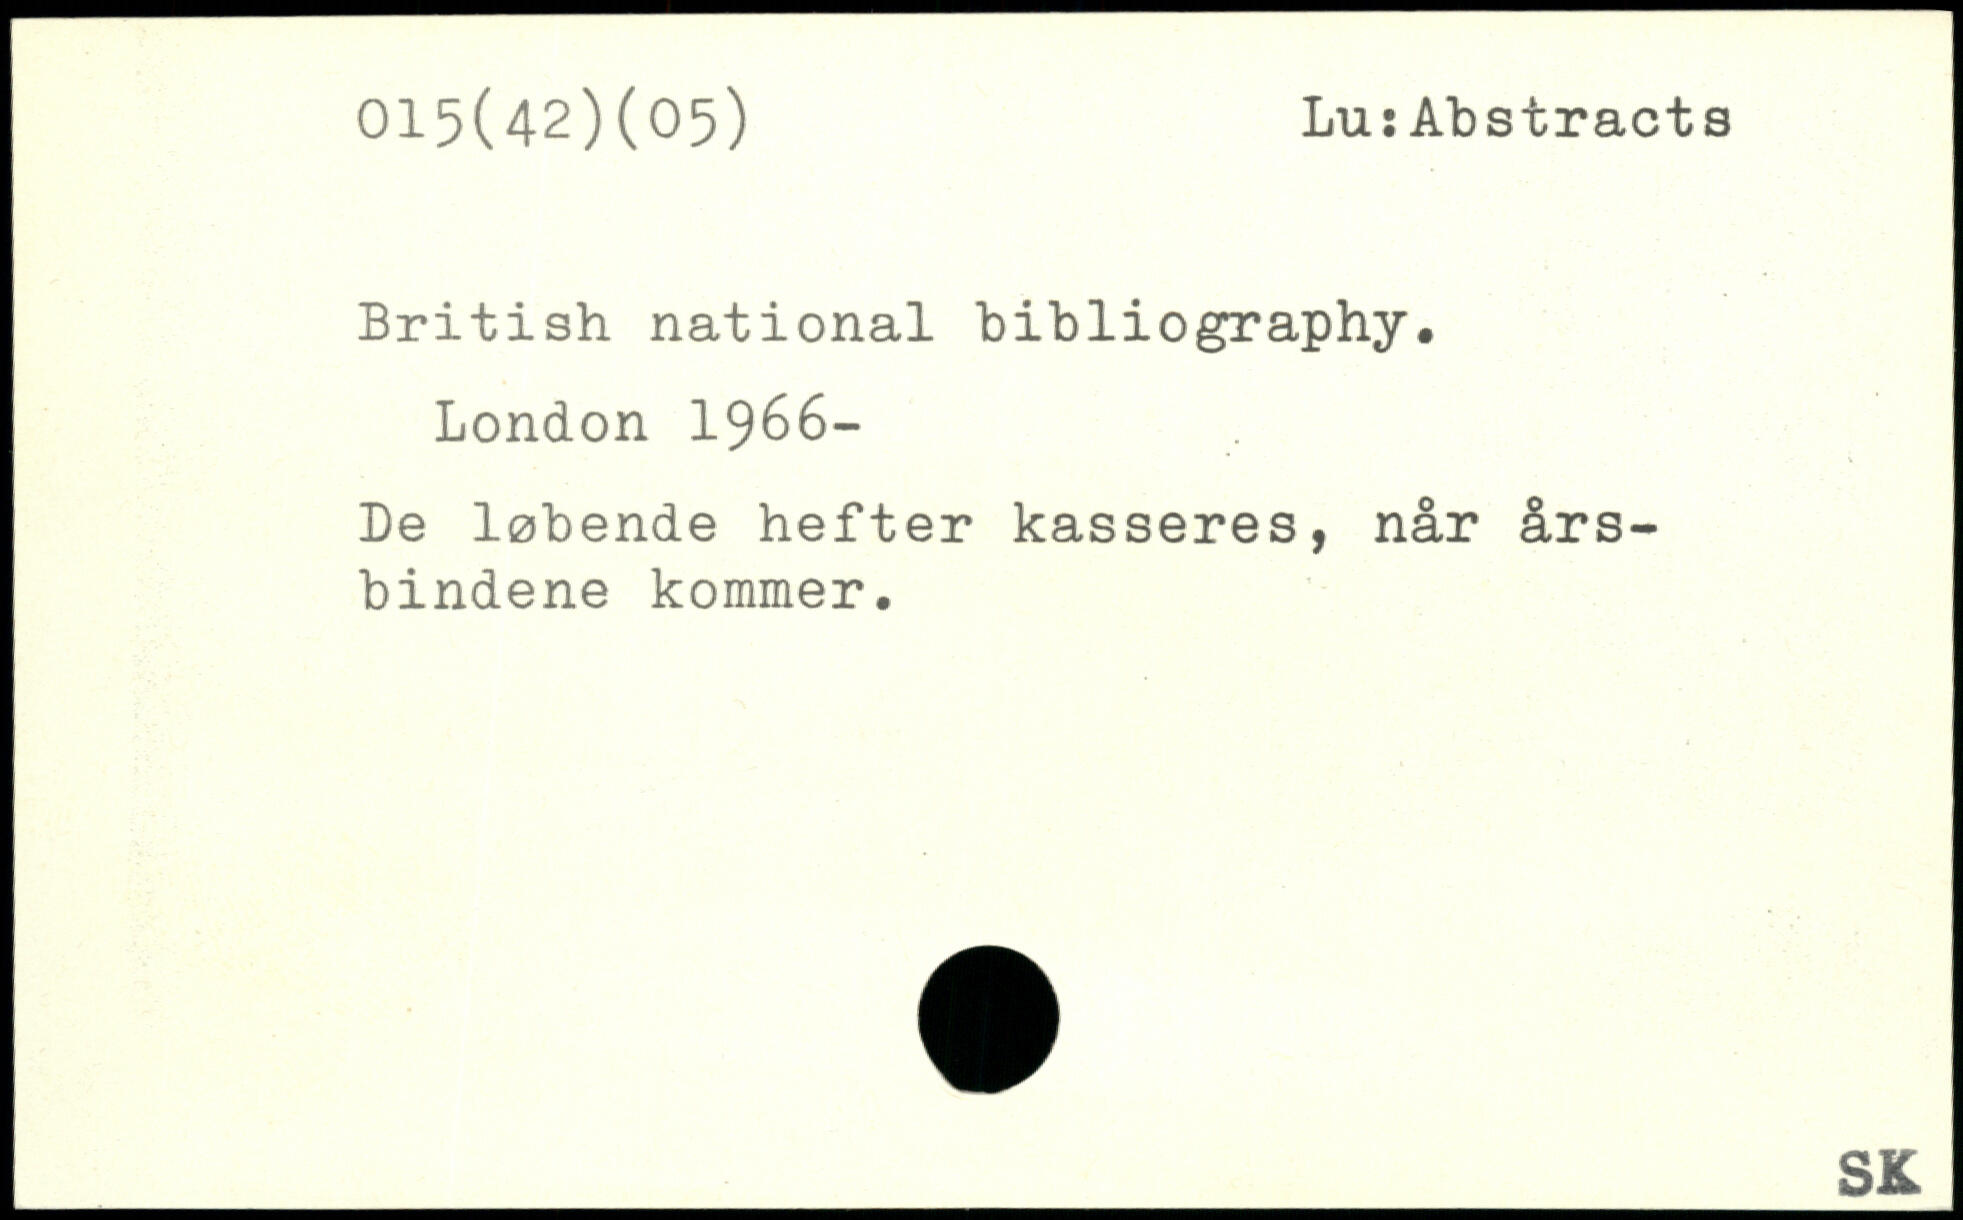 015(42)(05) Lu:Abstracts
British national bibliography.
London 1966-
De løbende hefter kasseres, når års-
bindene kommer.
SK